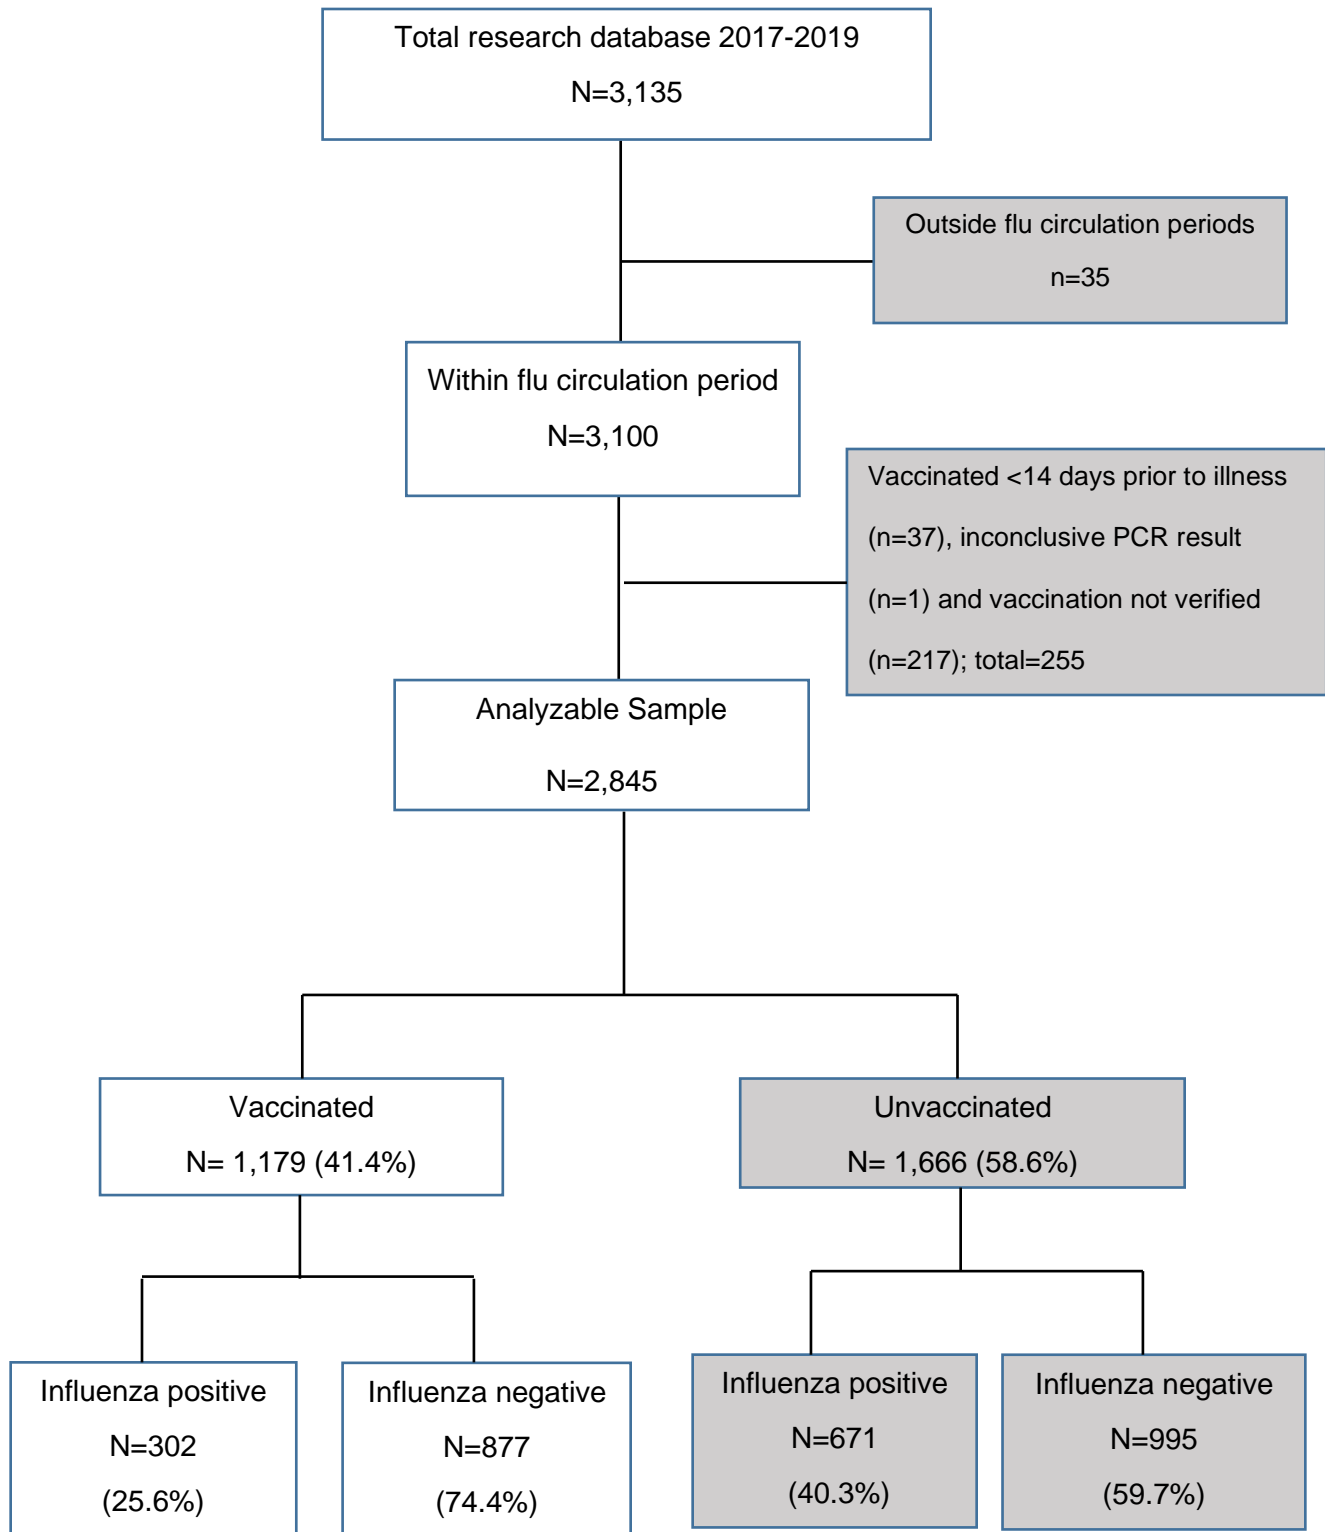 Total research database 2017-2019
N=3,135
Outside flu circulation periods
n=35
Within flu circulation period
N=3,100
Vaccinated <14 days prior to illness
(n=37), inconclusive PCR result
(n=1) and vaccination not verified
(n=217); total=255
Analyzable Sample
N=2,845
Vaccinated
N= 1,179 (41.4%)
Unvaccinated
N= 1,666 (58.6%)
Influenza positive
N=302
(25.6%)
Influenza negative
N=877
(74.4%)
Influenza positive
N=671
(40.3%)
Influenza negative
N=995
(59.7%)